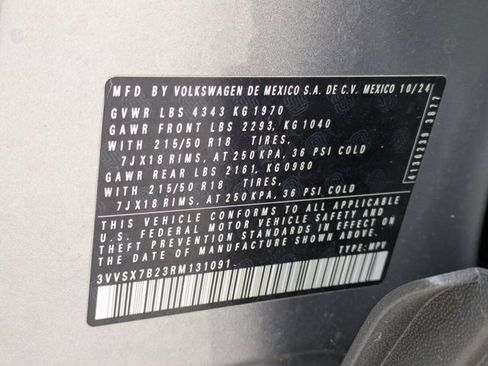 MFD BY VOLKSWAGEN DE MEXICO S.A. DE C.V. MEXICO 10/24
GVWR LBS 4343 KG 1970
GAWR FRONT LBS 2293, KG 1040
WITH 215/50 R18 TIRES,
7JX18 RIMS, AT 250 KPA, 36 PSI COLD
GAWR REAR LBS 2161, KG 0980
WITH 215/50 R18 TIRES,
7JX18 RIMS, AT 250 KPA, 36 PSI COLD
THIS VEHICLE CONFORMS TO ALL APPLICABLE
U.S. FEDERAL MOTOR VEHICLE SAFETY AND
THEFT PREVENTION STANDARDS IN EFFECT ON
THE DATE OF MANUFACTURE SHOWN ABOVE.
3VVSX7B23RM131091 TYPE: MPV